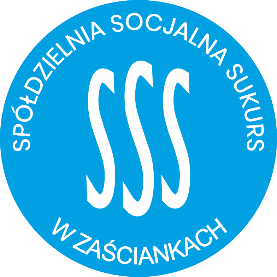 SPÓŁDZIELNIA SOCJALNA SUKURS
SSS
W ZAŚCIANKACH